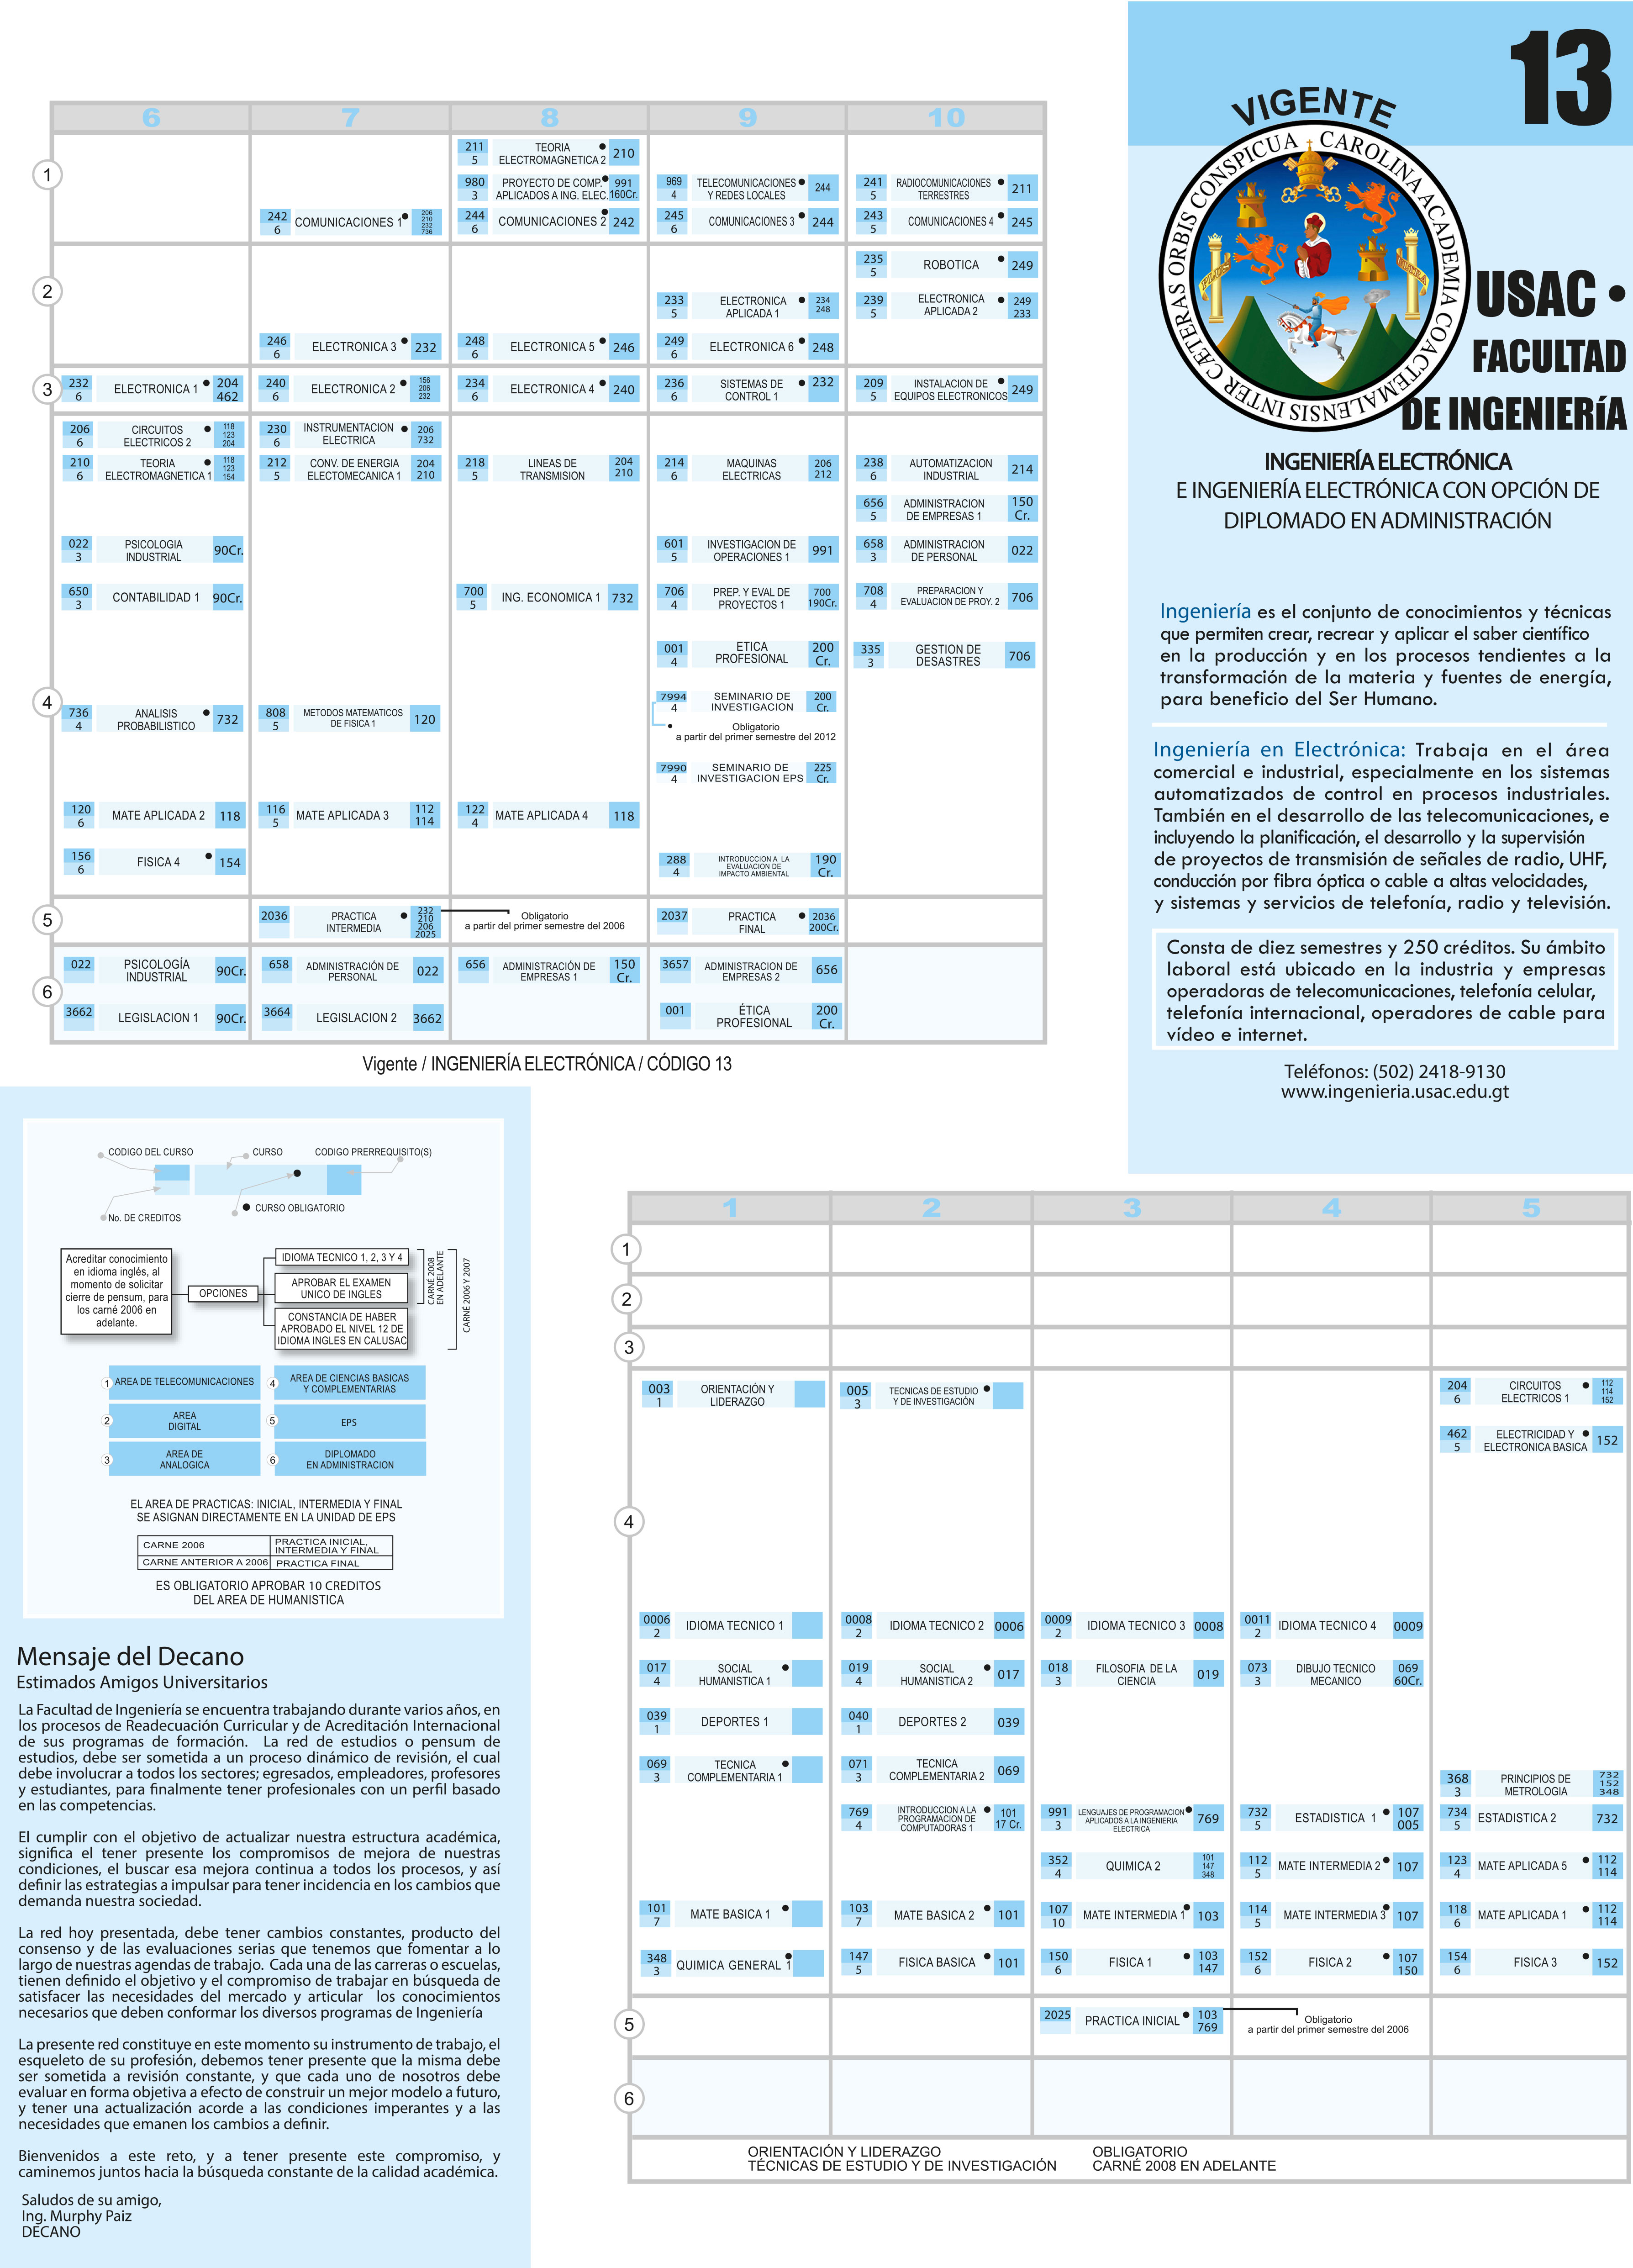 6 7 8 9 10
1
211
5
TEORIA
ELECTROMAGNETICA 2
210
980
3
PROYECTO DE COMP.
APLICADOS A ING. ELEC.
991
160Cr.
969
4
TELECOMUNICACIONES
Y REDES LOCALES
244
241
5
RADIOCOMUNICACIONES
TERRESTRES
211
242
6
COMUNICACIONES 1
206
210
232
736
244
6
COMUNICACIONES 2
242
245
6
COMUNICACIONES 3
244
243
5
COMUNICACIONES 4
245
2
235
5
ROBOTICA
249
233
5
ELECTRONICA
APLICADA 1
234
248
239
5
ELECTRONICA
APLICADA 2
249
233
246
6
ELECTRONICA 3
232
248
6
ELECTRONICA 5
246
249
6
ELECTRONICA 6
248
3
232
6
ELECTRONICA 1
204
462
240
6
ELECTRONICA 2
156
206
232
234
6
ELECTRONICA 4
240
236
6
SISTEMAS DE
CONTROL 1
232
209
5
INSTALACION DE
EQUIPOS ELECTRONICOS
249
4
206
6
CIRCUITOS
ELECTRICOS 2
118
123
204
230
6
INSTRUMENTACION
ELECTRICA
206
732
210
6
TEORIA
ELECTROMAGNETICA 1
118
123
154
212
5
CONV. DE ENERGIA
ELECTOMECANICA 1
204
210
218
5
LINEAS DE
TRANSMISION
204
210
214
6
MAQUINAS
ELECTRICAS
206
212
238
6
AUTOMATIZACION
INDUSTRIAL
214
656
5
ADMINISTRACION
DE EMPRESAS 1
150
Cr.
022
3
PSICOLOGIA
INDUSTRIAL
90Cr.
601
5
INVESTIGACION DE
OPERACIONES 1
991
658
3
ADMINISTRACION
DE PERSONAL
022
650
3
CONTABILIDAD 1
90Cr.
700
5
ING. ECONOMICA 1
732
706
4
PREP. Y EVAL DE
PROYECTOS 1
700
190Cr.
708
4
PREPARACION Y
EVALUACION DE PROY. 2
706
001
4
ETICA
PROFESIONAL
200
Cr.
335
3
GESTION DE
DESASTRES
706
7994
4
SEMINARIO DE
INVESTIGACION
200
Cr.
Obligatorio
a partir del primer semestre del 2012
736
4
ANALISIS
PROBABILISTICO
732
808
5
METODOS MATEMATICOS
DE FISICA 1
120
7990
4
SEMINARIO DE
INVESTIGACION EPS
225
Cr.
120
6
MATE APLICADA 2
118
116
5
MATE APLICADA 3
112
114
122
4
MATE APLICADA 4
118
156
6
FISICA 4
154
288
4
INTRODUCCION A LA
EVALUACION DE
IMPACTO AMBIENTAL
190
Cr.
5
2036
PRACTICA
INTERMEDIA
232
210
206
2025
Obligatorio
a partir del primer semestre del 2006
2037
PRACTICA
FINAL
2036
200Cr.
6
022
PSICOLOGÍA
INDUSTRIAL
90Cr.
658
ADMINISTRACIÓN DE
PERSONAL
022
656
ADMINISTRACIÓN DE
EMPRESAS 1
150
Cr.
3657
ADMINISTRACION DE
EMPRESAS 2
656
3662
LEGISLACION 1
90Cr.
3664
LEGISLACION 2
3662
001
ÉTICA
PROFESIONAL
200
Cr.
Vigente / INGENIERÍA ELECTRÓNICA / CÓDIGO 13
13
VIGENTE
INTER CÆTERAS ORBIS CONSPICUA CAROLINA ACADEMIA COACTEMALENSIS
USAC •
FACULTAD
DE INGENIERíA
INGENIERÍA ELECTRÓNICA
E INGENIERÍA ELECTRÓNICA CON OPCIÓN DE
DIPLOMADO EN ADMINISTRACIÓN
Ingeniería es el conjunto de conocimientos y técnicas
que permiten crear, recrear y aplicar el saber científico
en la producción y en los procesos tendientes a la
transformación de la materia y fuentes de energía,
para beneficio del Ser Humano.
Ingeniería en Electrónica: Trabaja en el área
comercial e industrial, especialmente en los sistemas
automatizados de control en procesos industriales.
También en el desarrollo de las telecomunicaciones, e
incluyendo la planificación, el desarrollo y la supervisión
de proyectos de transmisión de señales de radio, UHF,
conducción por fibra óptica o cable a altas velocidades,
y sistemas y servicios de telefonía, radio y televisión.
Consta de diez semestres y 250 créditos. Su ámbito
laboral está ubicado en la industria y empresas
operadoras de telecomunicaciones, telefonía celular,
telefonía internacional, operadores de cable para
vídeo e internet.
Teléfonos: (502) 2418-9130
www.ingenieria.usac.edu.gt
CODIGO DEL CURSO
CURSO
CODIGO PRERREQUISITO(S)
No. DE CREDITOS
CURSO OBLIGATORIO
Acreditar conocimiento
en idioma inglés, al
momento de solicitar
cierre de pensum, para
los carné 2006 en
adelante.
OPCIONES
IDIOMA TECNICO 1, 2, 3 Y 4
APROBAR EL EXAMEN
UNICO DE INGLES
CONSTANCIA DE HABER
APROBADO EL NIVEL 12 DE
IDIOMA INGLES EN CALUSAC
CARNÉ 2008
EN ADELANTE
CARNÉ 2006 Y 2007
1 AREA DE TELECOMUNICACIONES
4 AREA DE CIENCIAS BASICAS
Y COMPLEMENTARIAS
2 AREA
DIGITAL
5 EPS
3 AREA DE
ANALOGICA
6 DIPLOMADO
EN ADMINISTRACION
EL AREA DE PRACTICAS: INICIAL, INTERMEDIA Y FINAL
SE ASIGNAN DIRECTAMENTE EN LA UNIDAD DE EPS
CARNE 2006
PRACTICA INICIAL,
INTERMEDIA Y FINAL
CARNE ANTERIOR A 2006
PRACTICA FINAL
ES OBLIGATORIO APROBAR 10 CREDITOS
DEL AREA DE HUMANISTICA
Mensaje del Decano
Estimados Amigos Universitarios
La Facultad de Ingeniería se encuentra trabajando durante varios años, en
los procesos de Readecuación Curricular y de Acreditación Internacional
de sus programas de formación. La red de estudios o pensum de
estudios, debe ser sometida a un proceso dinámico de revisión, el cual
debe involucrar a todos los sectores; egresados, empleadores, profesores
y estudiantes, para finalmente tener profesionales con un perfil basado
en las competencias.
El cumplir con el objetivo de actualizar nuestra estructura académica,
significa el tener presente los compromisos de mejora de nuestras
condiciones, el buscar esa mejora continua a todos los procesos, y así
definir las estrategias a impulsar para tener incidencia en los cambios que
demanda nuestra sociedad.
La red hoy presentada, debe tener cambios constantes, producto del
consenso y de las evaluaciones serias que tenemos que fomentar a lo
largo de nuestras agendas de trabajo. Cada una de las carreras o escuelas,
tienen definido el objetivo y el compromiso de trabajar en búsqueda de
satisfacer las necesidades del mercado y articular los conocimientos
necesarios que deben conformar los diversos programas de Ingeniería
La presente red constituye en este momento su instrumento de trabajo, el
esqueleto de su profesión, debemos tener presente que la misma debe
ser sometida a revisión constante, y que cada uno de nosotros debe
evaluar en forma objetiva a efecto de construir un mejor modelo a futuro,
y tener una actualización acorde a las condiciones imperantes y a las
necesidades que emanen los cambios a definir.
Bienvenidos a este reto, y a tener presente este compromiso, y
caminemos juntos hacia la búsqueda constante de la calidad académica.
Saludos de su amigo,
Ing. Murphy Paiz
DECANO
1 2 3 4 5
1
2
3
4
003
1
ORIENTACIÓN Y
LIDERAZGO
005
3
TECNICAS DE ESTUDIO
Y DE INVESTIGACIÓN
204
6
CIRCUITOS
ELECTRICOS 1
112
114
152
462
5
ELECTRICIDAD Y
ELECTRONICA BASICA
152
0006
2
IDIOMA TECNICO 1
0008
2
IDIOMA TECNICO 2
0006
0009
2
IDIOMA TECNICO 3
0008
0011
2
IDIOMA TECNICO 4
0009
017
4
SOCIAL
HUMANISTICA 1
019
4
SOCIAL
HUMANISTICA 2
017
018
3
FILOSOFIA DE LA
CIENCIA
019
073
3
DIBUJO TECNICO
MECANICO
069
60Cr.
039
1
DEPORTES 1
040
1
DEPORTES 2
039
069
3
TECNICA
COMPLEMENTARIA 1
071
3
TECNICA
COMPLEMENTARIA 2
069
368
3
PRINCIPIOS DE
METROLOGIA
732
152
348
769
4
INTRODUCCION A LA
PROGRAMACION DE
COMPUTADORAS 1
101
17 Cr.
991
3
LENGUAJES DE PROGRAMACION
APLICADOS A LA INGENIERIA
ELECTRICA
769
732
5
ESTADISTICA 1
107
005
734
5
ESTADISTICA 2
732
352
4
QUIMICA 2
101
147
348
112
5
MATE INTERMEDIA 2
107
123
4
MATE APLICADA 5
112
114
101
7
MATE BASICA 1
103
7
MATE BASICA 2
101
107
10
MATE INTERMEDIA 1
103
114
5
MATE INTERMEDIA 3
107
118
6
MATE APLICADA 1
112
114
348
3
QUIMICA GENERAL 1
147
5
FISICA BASICA
101
150
6
FISICA 1
103
147
152
6
FISICA 2
107
150
154
6
FISICA 3
152
5
2025
PRACTICA INICIAL
103
769
Obligatorio
a partir del primer semestre del 2006
6
ORIENTACIÓN Y LIDERAZGO OBLIGATORIO
TÉCNICAS DE ESTUDIO Y DE INVESTIGACIÓN CARNÉ 2008 EN ADELANTE